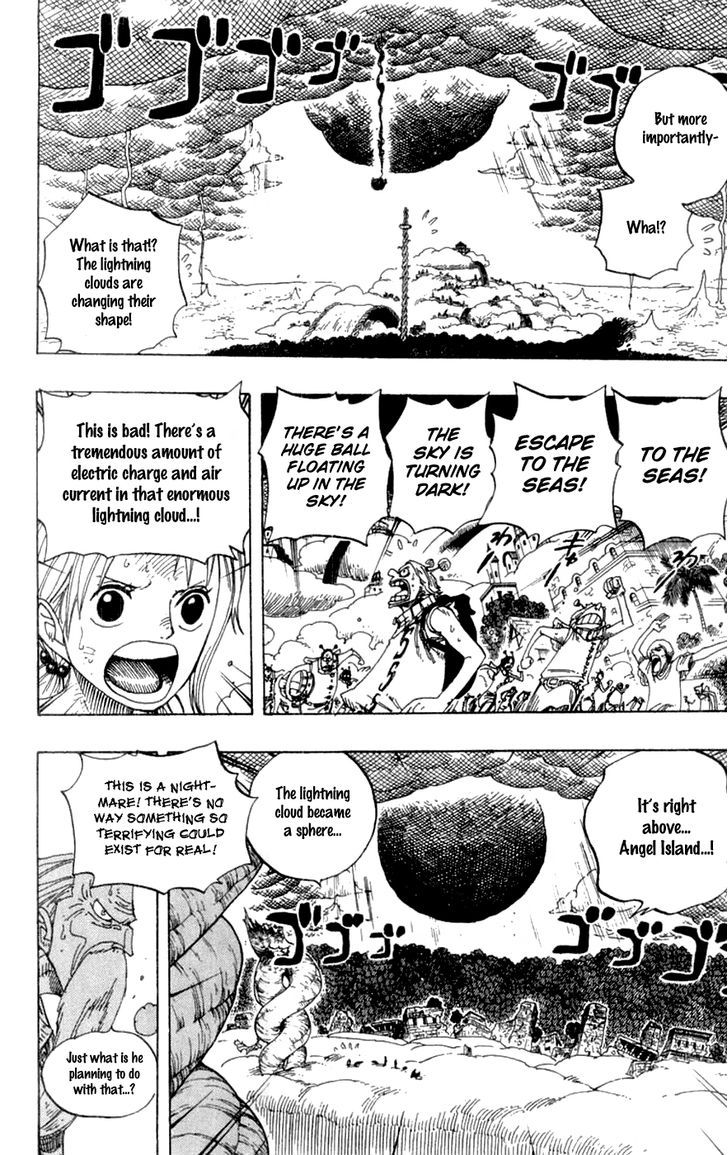 ゴゴゴゴゴ
ゴゴゴ
But more
importantly-
Wha!?
What is that!?
The lightning
clouds are
changing their
shape!
TO THE
SEAS!
ESCAPE
TO THE
SEAS!
THE
SKY IS
TURNING
DARK!
THERE'S A
HUGE BALL
FLOATING
UP IN THE
SKY!
This is bad! There's a
tremendous amount of
electric charge and air
current in that enormous
lightning cloud...!
It's right
above...
Angel Island...!
The lightning
cloud became
a sphere...
ゴゴゴゴ
ゴゴゴ
THIS IS A NIGHT-
MARE! THERE'S NO
WAY SOMETHING SO
TERRIFYING COULD
EXIST FOR REAL!
Just what is he
planning to do
with that...?